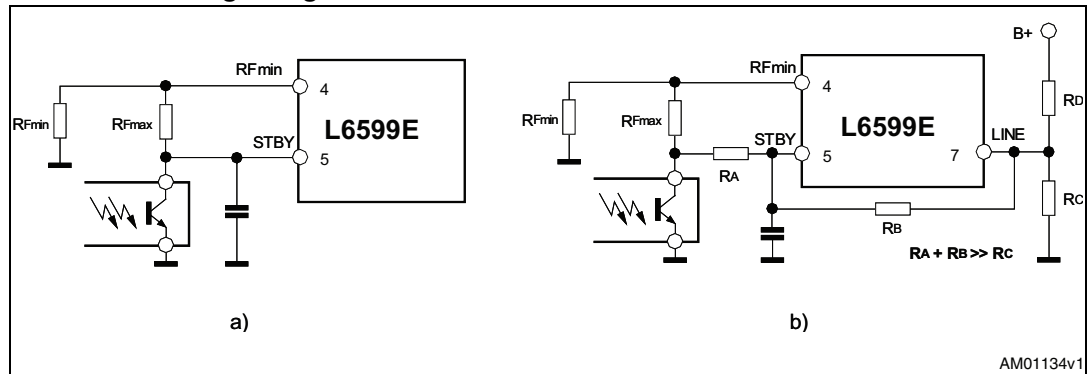 RFmin
4
RFmin
RFmax
L6599E
STBY
5
a)
B+
RFmin
4
RD
RFmin
RFmax
L6599E
STBY
LINE
5
7
RA
RC
RB
RA + RB >> RC
b)
AM01134v1